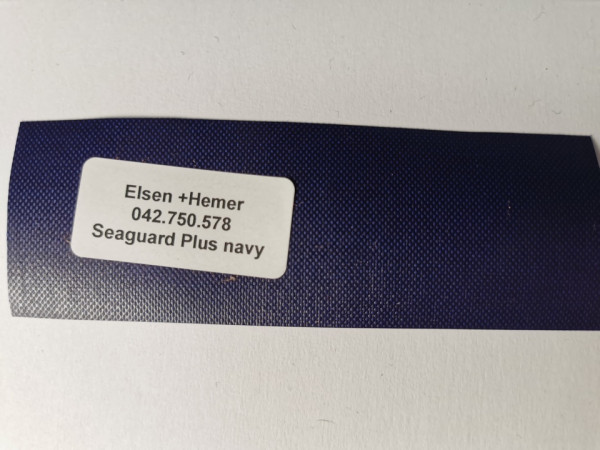 Elsen +Hemer
042.750.578
Seaguard Plus navy